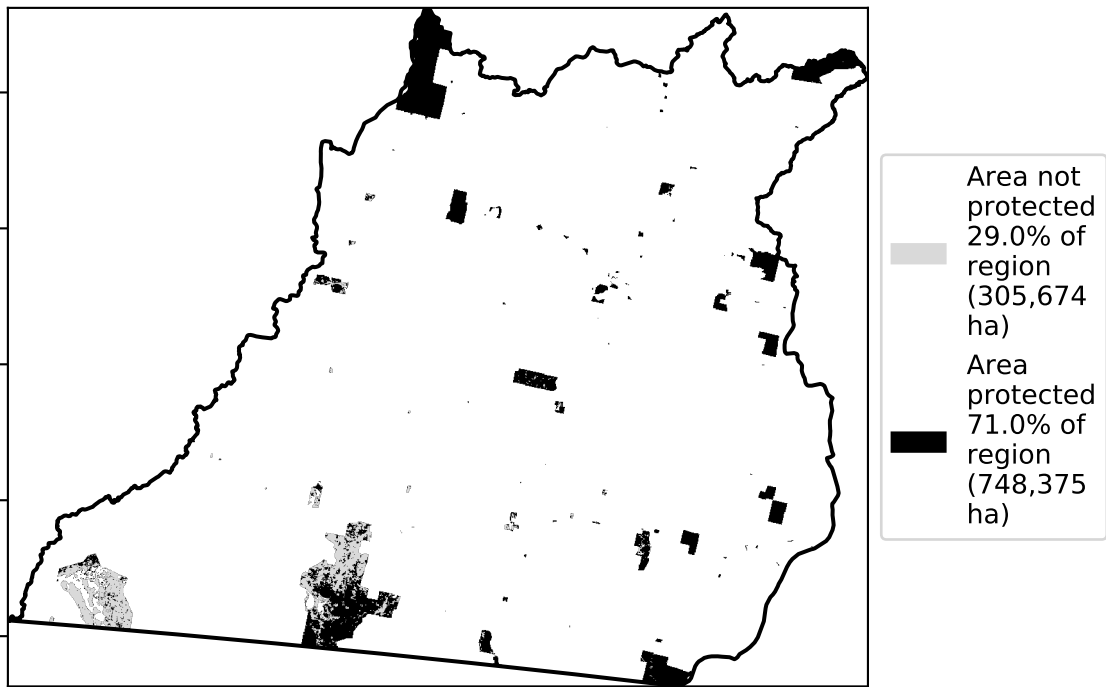 Area not
protected
29.0% of
region
(305,674
ha)
Area
protected
71.0% of
region
(748,375
ha)